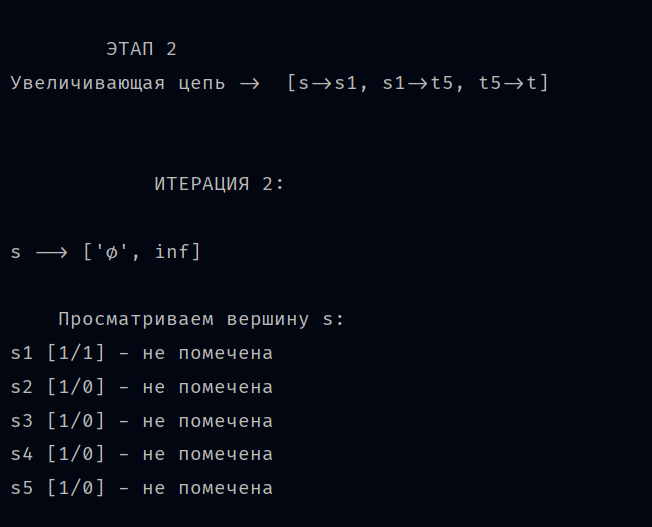 ЭТАП 2
Увеличивающая цепь -> [s->s1, s1->t5, t5->t]
ИТЕРАЦИЯ 2:
s --> ['ø', inf]
Просматриваем вершину s:
s1 [1/1] – не помечена
s2 [1/0] – не помечена
s3 [1/0] – не помечена
s4 [1/0] – не помечена
s5 [1/0] – не помечена